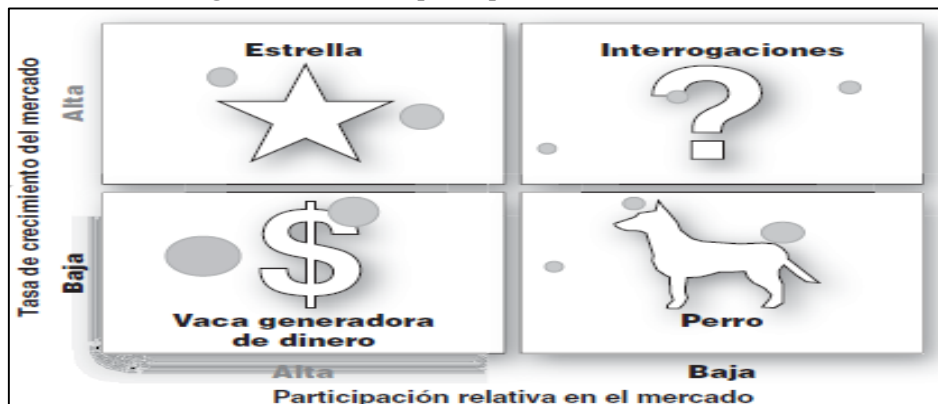 Estrella
Interrogaciones
Tasa de crecimiento del mercado
Alta
Baja
$
?
Vaca generadora
de dinero
Perro
Alta
Baja
Participación relativa en el mercado